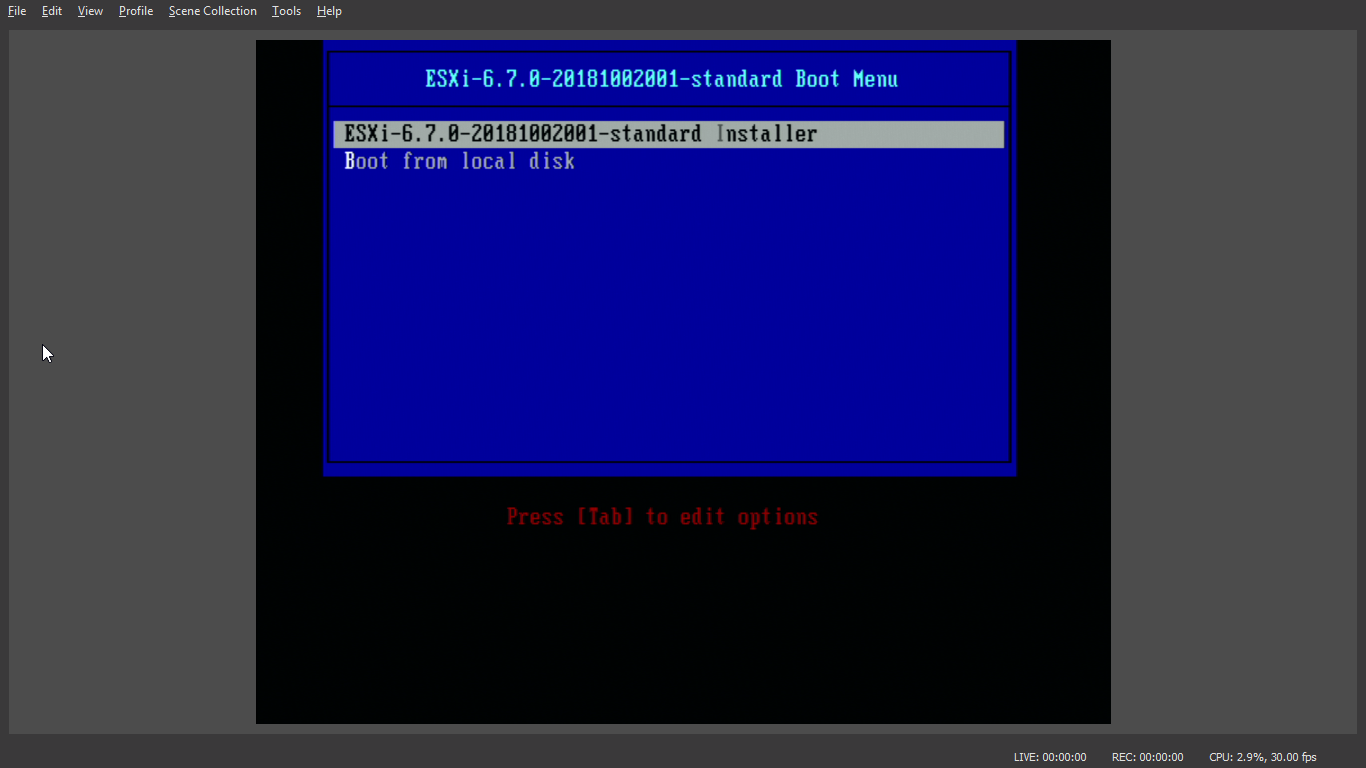 File Edit View Profile Scene Collection Tools Help
ESXi-6.7.0-20181002001-standard Boot Menu
ESXi-6.7.0-20181002001-standard Installer
Boot from local disk
Press [Tab] to edit options
LIVE: 00:00:00 REC: 00:00:00 CPU: 2.9%, 30.00 fps